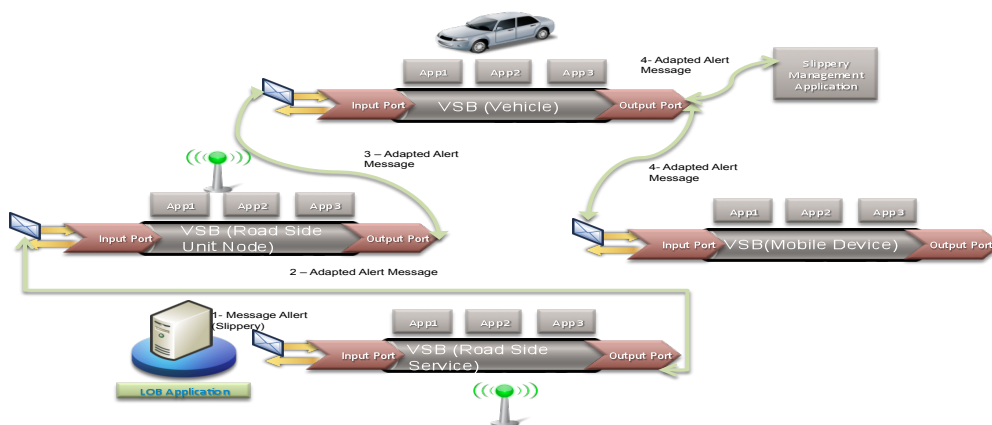 App1 App2 App3
4- Adapted Alert
Message
Slippery
Management
Application
Input Port
VSB (Vehicle)
Output Port
3 – Adapted Alert
Message
4- Adapted Alert
Message
App1 App2 App3
Input Port
VSB (Road Side
Unit Node)
Output Port
App1 App2 App3
Input Port
VSB(Mobile Device)
Output Port
2 – Adapted Alert Message
1- Message Allert
(Slippery)
App1 App2 App3
Input Port
VSB (Road Side
Service)
Output Port
LOB Application